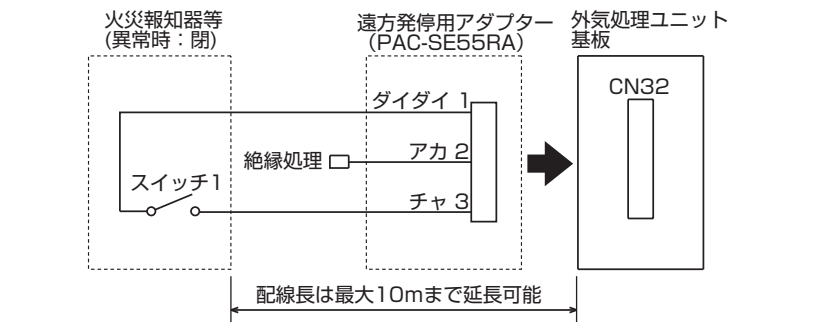 火災報知器等
(異常時：閉)
遠方発停用アダプター
（PAC-SE55RA）
外気処理ユニット
基板
CN32
ダイダイ 1
アカ 2
絶縁処理
スイッチ1
チャ 3
配線長は最大10mまで延長可能